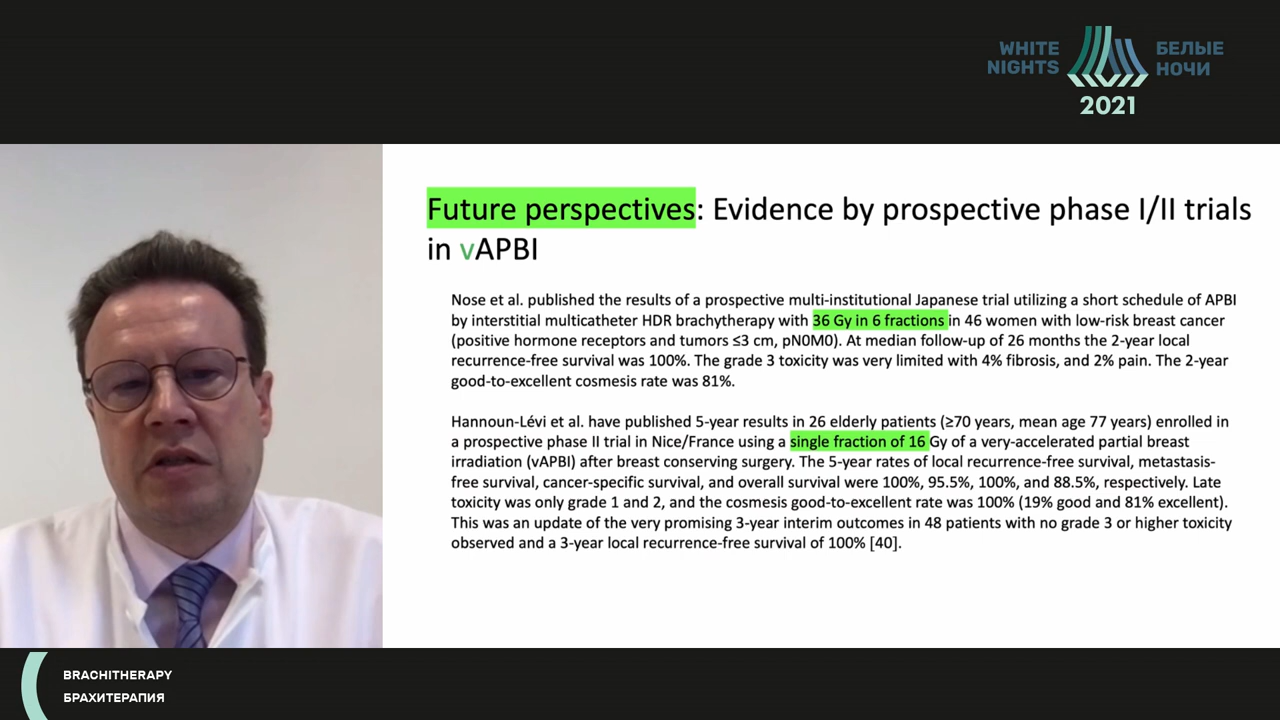 WHITE
NIGHTS
БЕЛЫЕ
НОЧИ
2021
Future perspectives: Evidence by prospective phase I/II trials
in vAPBI
Nose et al. published the results of a prospective multi-institutional Japanese trial utilizing a short schedule of APBI
by interstitial multicatheter HDR brachytherapy with 36 Gy in 6 fractions in 46 women with low-risk breast cancer
(positive hormone receptors and tumors ≤3 cm, pN0M0). At median follow-up of 26 months the 2-year local
recurrence-free survival was 100%. The grade 3 toxicity was very limited with 4% fibrosis, and 2% pain. The 2-year
good-to-excellent cosmesis rate was 81%.
Hannoun-Lévi et al. have published 5-year results in 26 elderly patients (≥70 years, mean age 77 years) enrolled in
a prospective phase II trial in Nice/France using a single fraction of 16 Gy of a very-accelerated partial breast
irradiation (vAPBI) after breast conserving surgery. The 5-year rates of local recurrence-free survival, metastasis-
free survival, cancer-specific survival, and overall survival were 100%, 95.5%, 100%, and 88.5%, respectively. Late
toxicity was only grade 1 and 2, and the cosmesis good-to-excellent rate was 100% (19% good and 81% excellent).
This was an update of the very promising 3-year interim outcomes in 48 patients with no grade 3 or higher toxicity
observed and a 3-year local recurrence-free survival of 100% [40].
BRACHITHERAPY
БРАХИТЕРАПИЯ